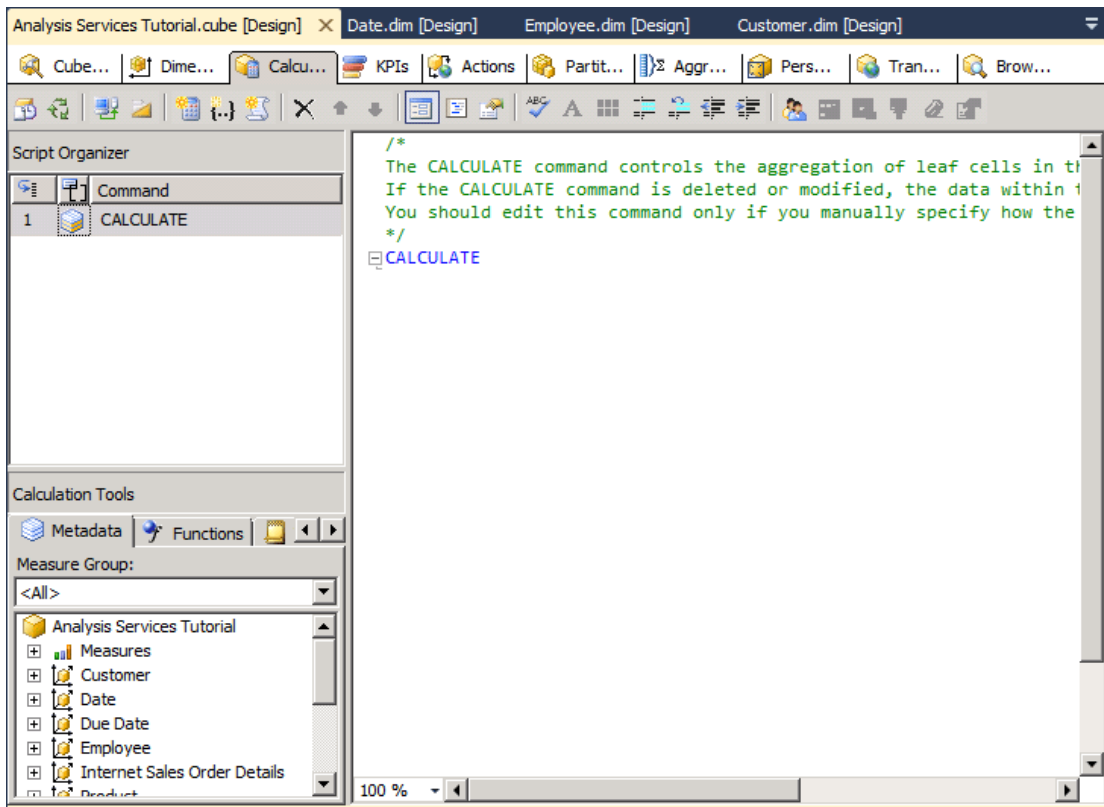 Analysis Services Tutorial.cube [Design] Date.dim [Design] Employee.dim [Design] Customer.dim [Design]
Cube... Dime... Calcu... KPIs Actions Partit... Aggr... Pers... Tran... Brow...
Script Organizer
Command
1 CALCULATE
/*
The CALCULATE command controls the aggregation of leaf cells in th
If the CALCULATE command is deleted or modified, the data within
You should edit this command only if you manually specify how the
*/
CALCULATE
Calculation Tools
Metadata Functions
Measure Group:
<All>
Analysis Services Tutorial
Measures
Customer
Date
Due Date
Employee
Internet Sales Order Details
Product
100 %